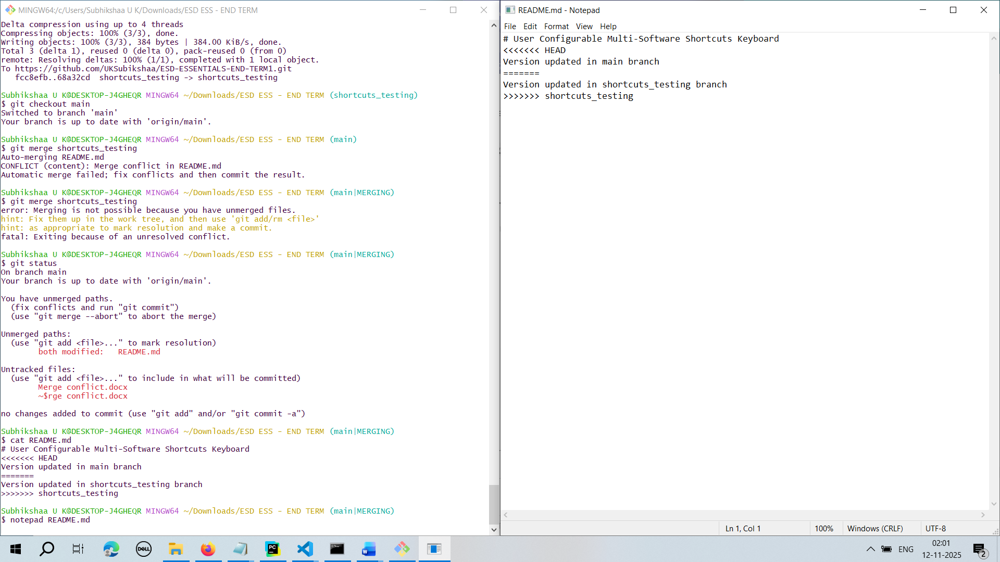 MINGW64:/c/Users/Subhikshaa U K/Downloads/ESD ESS - END TERM
Delta compression using up to 4 threads
Compressing objects: 100% (3/3), done.
Writing objects: 100% (3/3), 384 bytes | 384.00 KiB/s, done.
Total 3 (delta 1), reused 0 (delta 0), pack-reused 0 (from 0)
remote: Resolving deltas: 100% (1/1), completed with 1 local object.
To https://github.com/UKSubikshaa/ESD-ESSENTIALS-END-TERM1.git
   fcc8efb..68a32cd  shortcuts_testing -> shortcuts_testing
Subhikshaa U K@DESKTOP-J4GHEQR MINGW64 ~/Downloads/ESD ESS - END TERM (shortcuts_testing)
$ git checkout main
Switched to branch 'main'
Your branch is up to date with 'origin/main'.
Subhikshaa U K@DESKTOP-J4GHEQR MINGW64 ~/Downloads/ESD ESS - END TERM (main)
$ git merge shortcuts_testing
Auto-merging README.md
CONFLICT (content): Merge conflict in README.md
Automatic merge failed; fix conflicts and then commit the result.
Subhikshaa U K@DESKTOP-J4GHEQR MINGW64 ~/Downloads/ESD ESS - END TERM (main|MERGING)
$ git merge shortcuts_testing
error: Merging is not possible because you have unmerged files.
hint: Fix them up in the work tree, and then use 'git add/rm <file>'
hint: as appropriate to mark resolution and make a commit.
fatal: Exiting because of an unresolved conflict.
Subhikshaa U K@DESKTOP-J4GHEQR MINGW64 ~/Downloads/ESD ESS - END TERM (main|MERGING)
$ git status
On branch main
Your branch is up to date with 'origin/main'.
You have unmerged paths.
  (fix conflicts and run "git commit")
  (use "git merge --abort" to abort the merge)
Unmerged paths:
  (use "git add <file>..." to mark resolution)
        both modified:   README.md
Untracked files:
  (use "git add <file>..." to include in what will be committed)
        Merge conflict.docx
        ~$rge conflict.docx
no changes added to commit (use "git add" and/or "git commit -a")
Subhikshaa U K@DESKTOP-J4GHEQR MINGW64 ~/Downloads/ESD ESS - END TERM (main|MERGING)
$ cat README.md
# User Configurable Multi-Software Shortcuts Keyboard
<<<<<<< HEAD
Version updated in main branch
=======
Version updated in shortcuts_testing branch
>>>>>>> shortcuts_testing
Subhikshaa U K@DESKTOP-J4GHEQR MINGW64 ~/Downloads/ESD ESS - END TERM (main|MERGING)
$ notepad README.md
README.md - Notepad
File Edit Format View Help
# User Configurable Multi-Software Shortcuts Keyboard
<<<<<<< HEAD
Version updated in main branch
=======
Version updated in shortcuts_testing branch
>>>>>>> shortcuts_testing
Ln 1, Col 1 100% Windows (CRLF) UTF-8
DELL
PC
W
ENG
02:01
12-11-2025
2